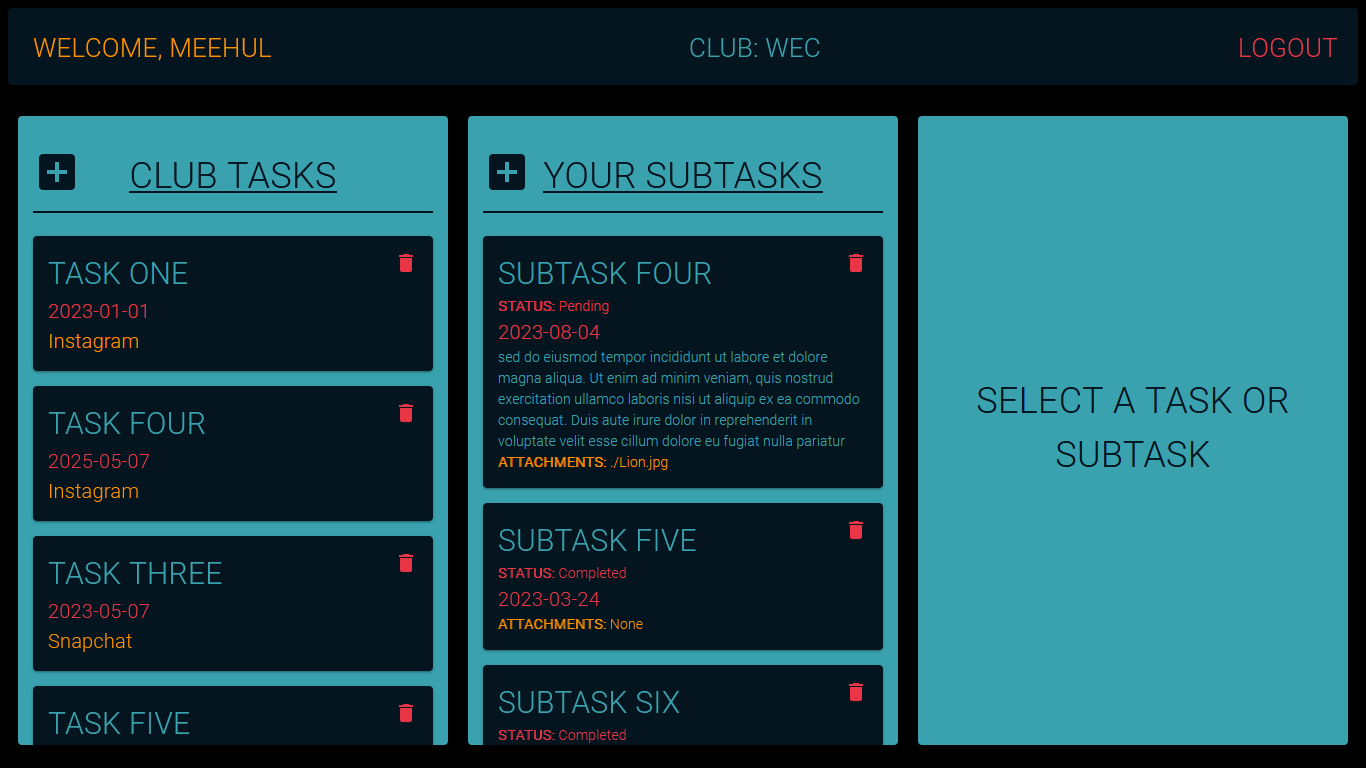 WELCOME, MEEHUL
CLUB: WEC
LOGOUT
CLUB TASKS
TASK ONE
2023-01-01
Instagram
TASK FOUR
2025-05-07
Instagram
TASK THREE
2023-05-07
Snapchat
TASK FIVE
YOUR SUBTASKS
SUBTASK FOUR
STATUS: Pending
2023-08-04
sed do eiusmod tempor incididunt ut labore et dolore
magna aliqua. Ut enim ad minim veniam, quis nostrud
exercitation ullamco laboris nisi ut aliquip ex ea commodo
consequat. Duis aute irure dolor in reprehenderit in
voluptate velit esse cillum dolore eu fugiat nulla pariatur
ATTACHMENTS: ./Lion.jpg
SUBTASK FIVE
STATUS: Completed
2023-03-24
ATTACHMENTS: None
SUBTASK SIX
STATUS: Completed
SELECT A TASK OR
SUBTASK